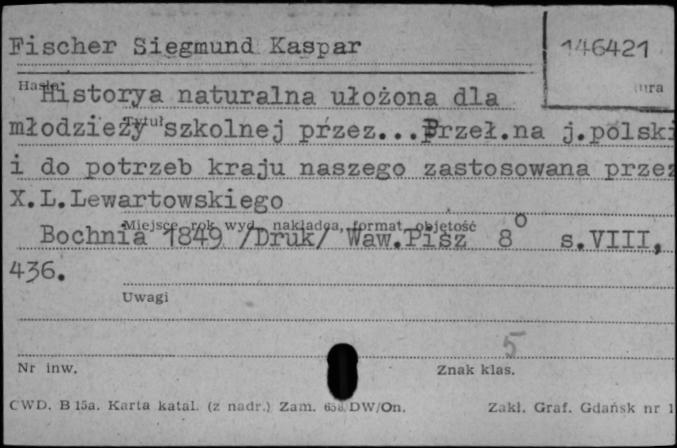 Fischer Siegmund Kaspar
146421
Hasło
Historya naturalna ułożona dla
Tytuł
młodzieży szkolnej przez...Przeł.na j.polski
i do potrzeb kraju naszego zastosowana przez
X.L.Lewartowskiego
Miejsce, rok wyd., nakładca, format, objętość
Bochnia 1849 /Druk/ Waw.Pisz 8° s.VIII,
436.
Uwagi
5
Nr inw.
Znak klas.
CWD. B 15a. Karta katal. (z nadr.) Zam. DW/On.
Zakł. Graf. Gdańsk nr 1